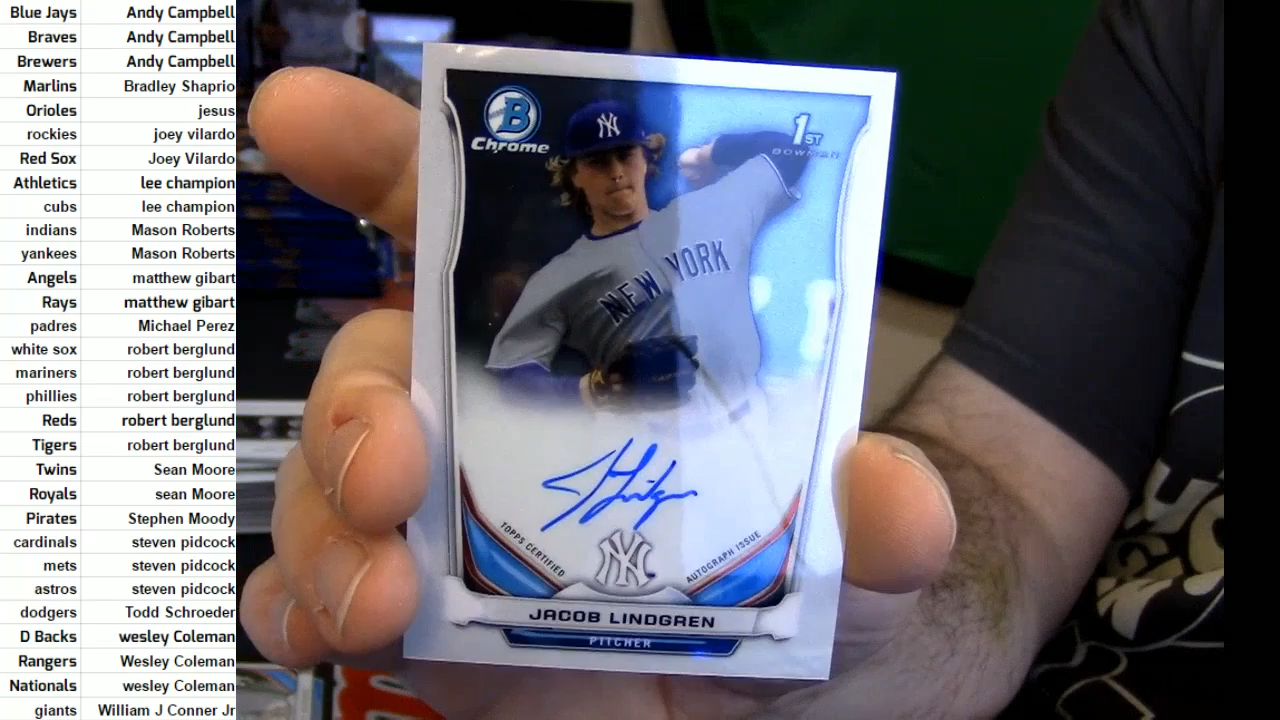 Blue Jays Andy Campbell
Braves Andy Campbell
Brewers Andy Campbell
Marlins Bradley Shaprio
Orioles jesus
rockies joey vilardo
Red Sox Joey Vilardo
Athletics lee champion
cubs lee champion
indians Mason Roberts
yankees Mason Roberts
Angels matthew gibart
Rays matthew gibart
padres Michael Perez
white sox robert berglund
mariners robert berglund
phillies robert berglund
Reds robert berglund
Tigers robert berglund
Twins Sean Moore
Royals sean Moore
Pirates Stephen Moody
cardinals steven pidcock
mets steven pidcock
astros steven pidcock
dodgers Todd Schroeder
D Backs wesley Coleman
Rangers Wesley Coleman
Nationals wesley Coleman
giants William J Conner Jr
B
Chrome
1ST
BOWMAN
NY
NEW YORK
TOPPS CERTIFIED
AUTOGRAPH ISSUE
NY
JACOB LINDGREN
PITCHER